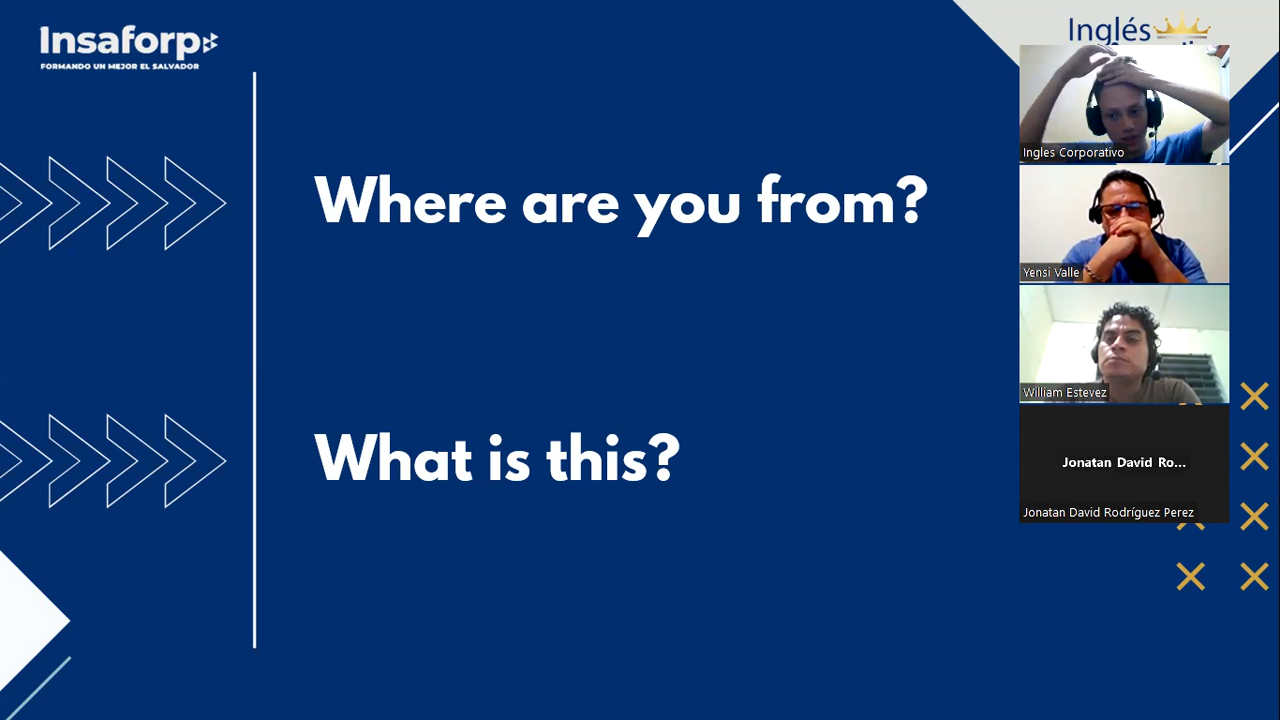 Insaforp
FORMANDO UN MEJOR EL SALVADOR
Inglés
Where are you from?
What is this?
Ingles Corporativo
Yensi Valle
William Estevez
Jonatan David Ro...
Jonatan David Rodríguez Perez